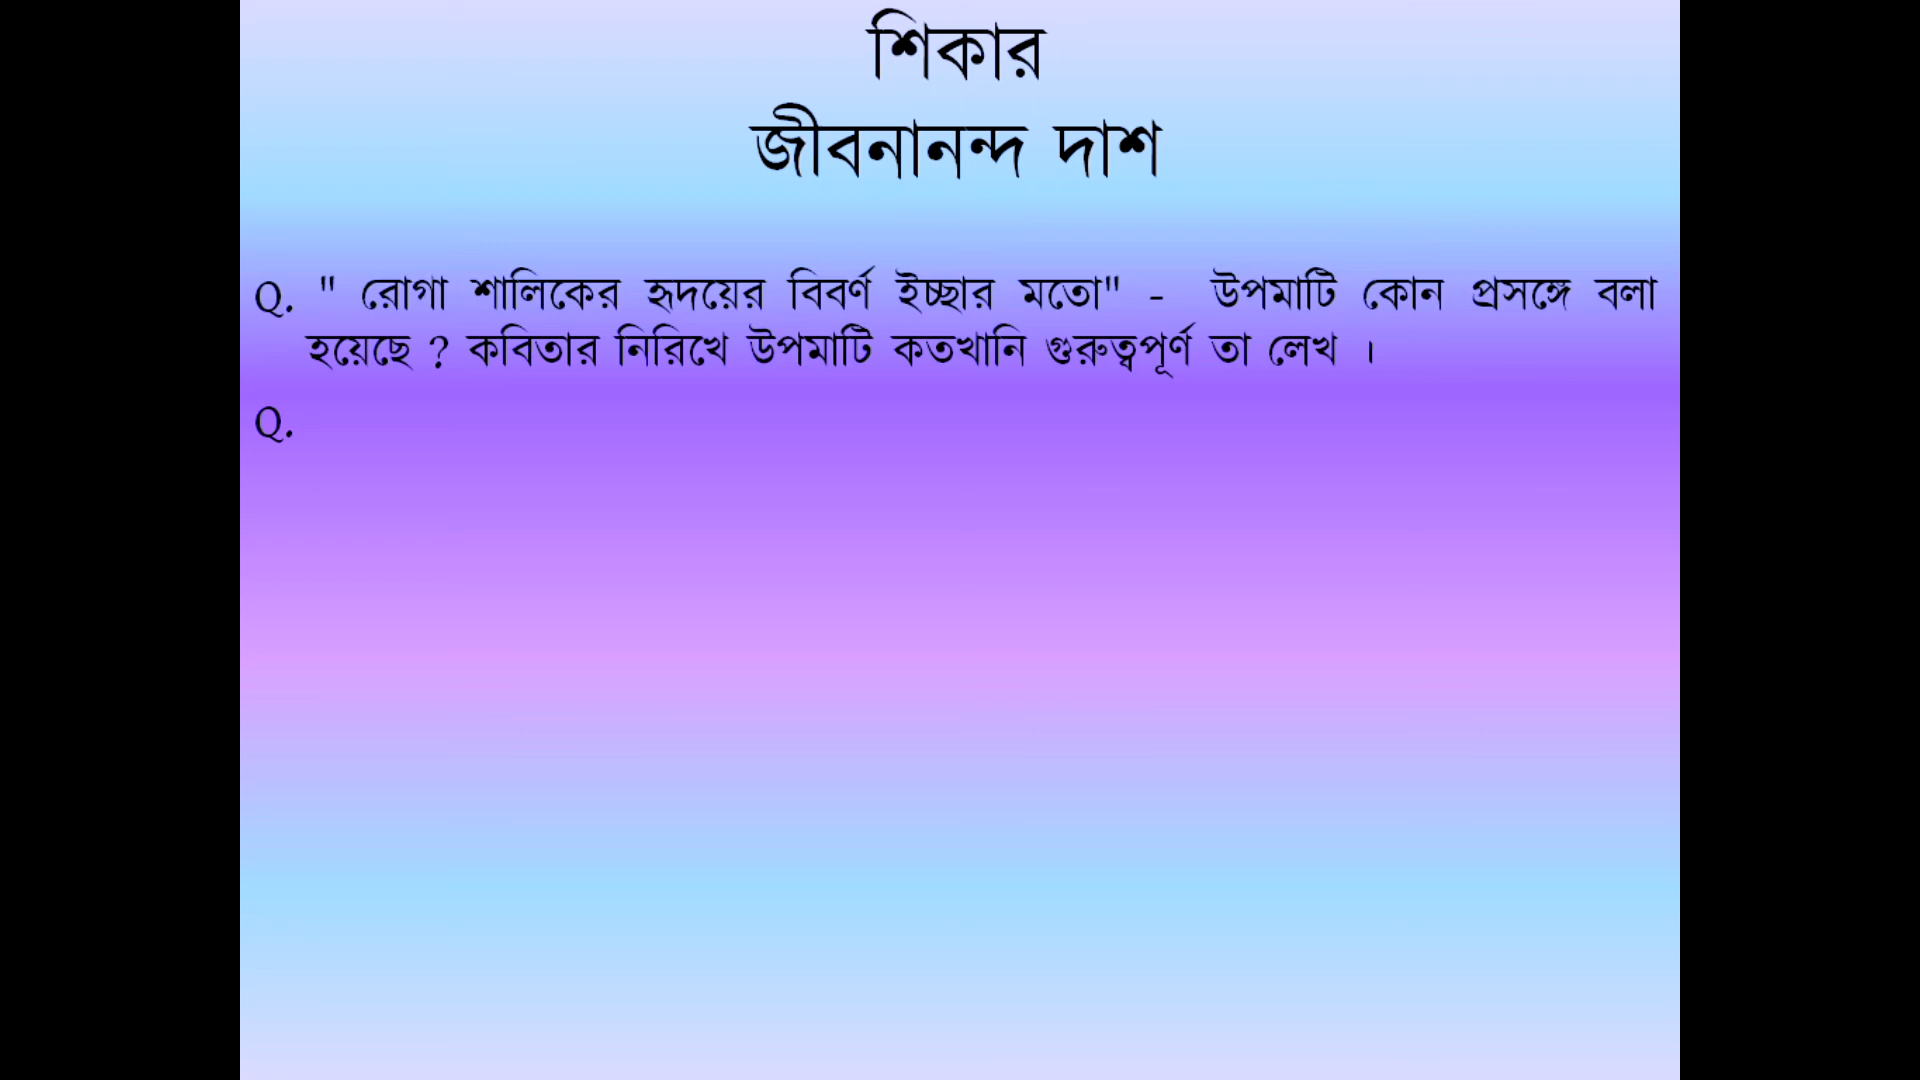 শিকার
জীবনানন্দ দাশ
Q. " রোগা শালিকের হৃদয়ের বিবর্ণ ইচ্ছার মতো" - উপমাটি কোন প্রসঙ্গে বলা
হয়েছে ? কবিতার নিরিখে উপমাটি কতখানি গুরুত্বপূর্ণ তা লেখ ।
Q.